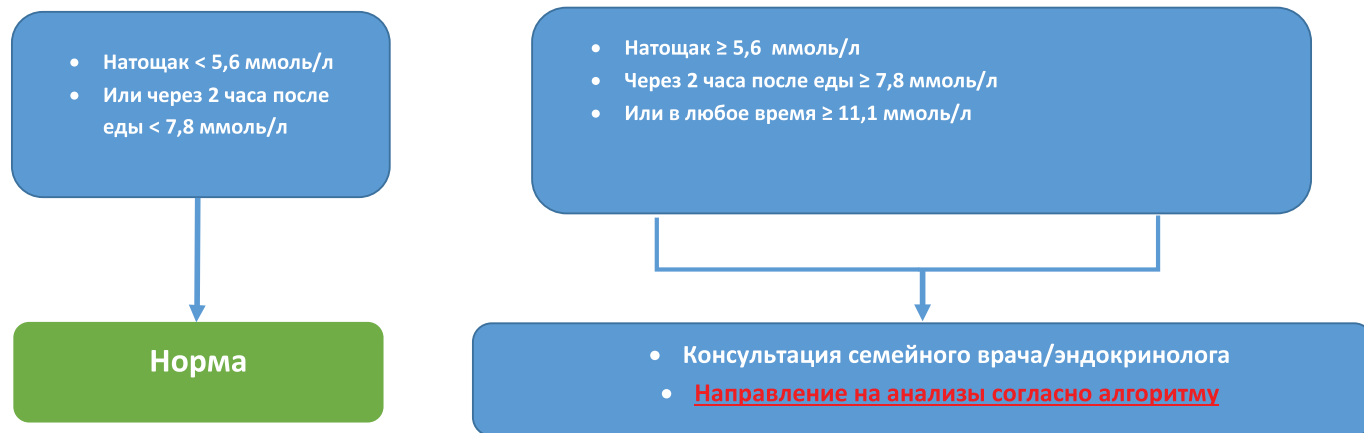 • Натощак < 5,6 ммоль/л
• Или через 2 часа после
еды < 7,8 ммоль/л
• Натощак ≥ 5,6 ммоль/л
• Через 2 часа после еды ≥ 7,8 ммоль/л
• Или в любое время ≥ 11,1 ммоль/л
Норма
• Консультация семейного врача/эндокринолога
• Направление на анализы согласно алгоритму